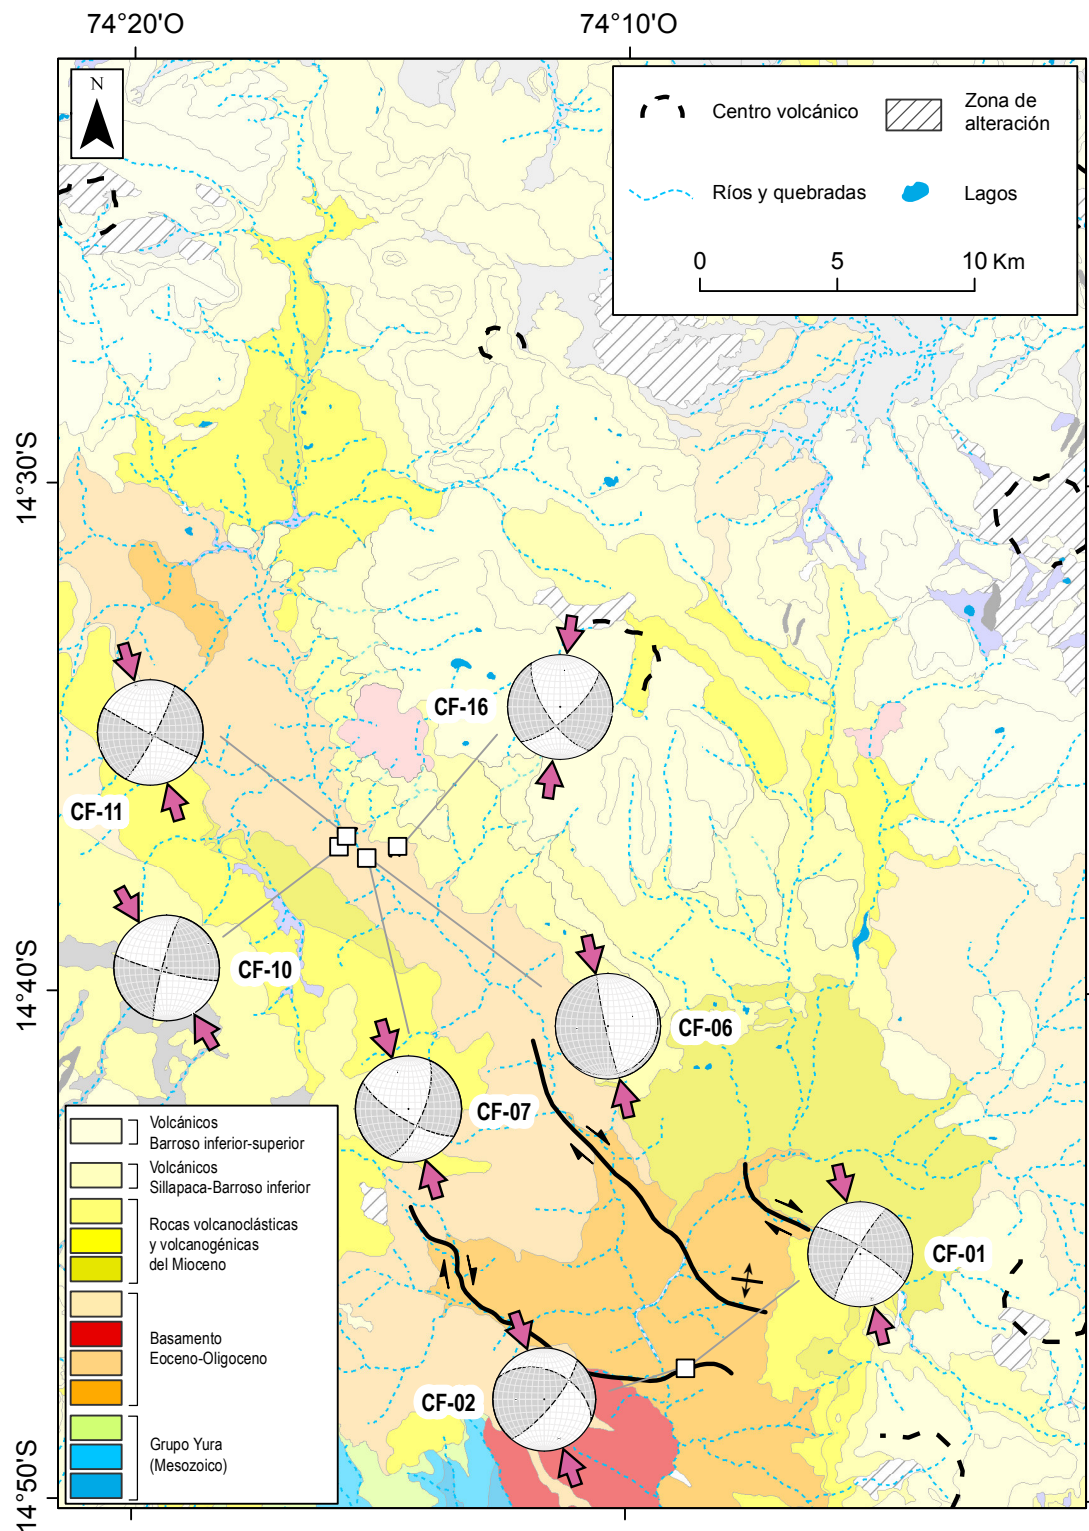 74°20'O
74°10'O
N
Centro volcánico
Zona de
alteración
Ríos y quebradas
Lagos
0
5
10 Km
14°30'S
CF-16
CF-11
CF-10
14°40'S
CF-06
CF-07
CF-01
CF-02
Volcánicos
Barroso inferior-superior
Volcánicos
Sillapaca-Barroso inferior
Rocas volcanoclásticas
y volcanogénicas
del Mioceno
Basamento
Eoceno-Oligoceno
Grupo Yura
(Mesozoico)
14°50'S